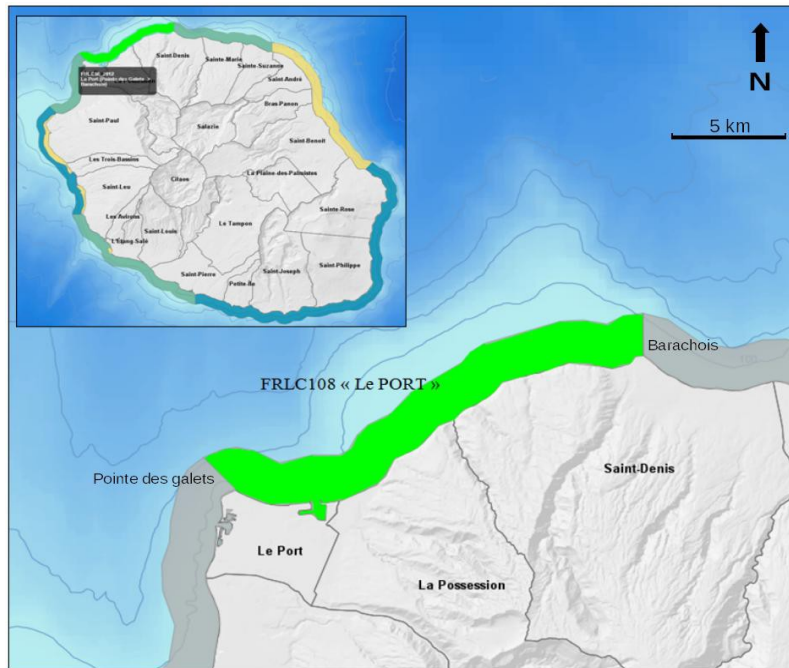 N
5 km
Saint-Denis
Sainte-Marie
Sainte-Suzanne
Saint-André
Bras-Panon
Saint-Paul
Salazie
Saint-Benoît
Les Trois-Bassins
La Plaine-des-Palmistes
Cilaos
Saint-Leu
Sainte-Rose
Les Avirons
Le Tampon
Saint-Louis
L'Étang-Salé
Saint-Philippe
Saint-Pierre
Saint-Joseph
Petite-Île
Barachois
FRLC108 « Le PORT »
Pointe des galets
Saint-Denis
Le Port
La Possession